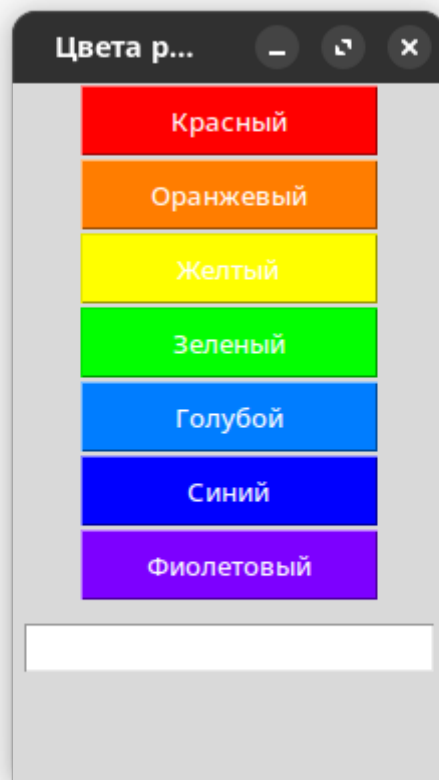 Цвета р...
Красный
Оранжевый
Желтый
Зеленый
Голубой
Синий
Фиолетовый